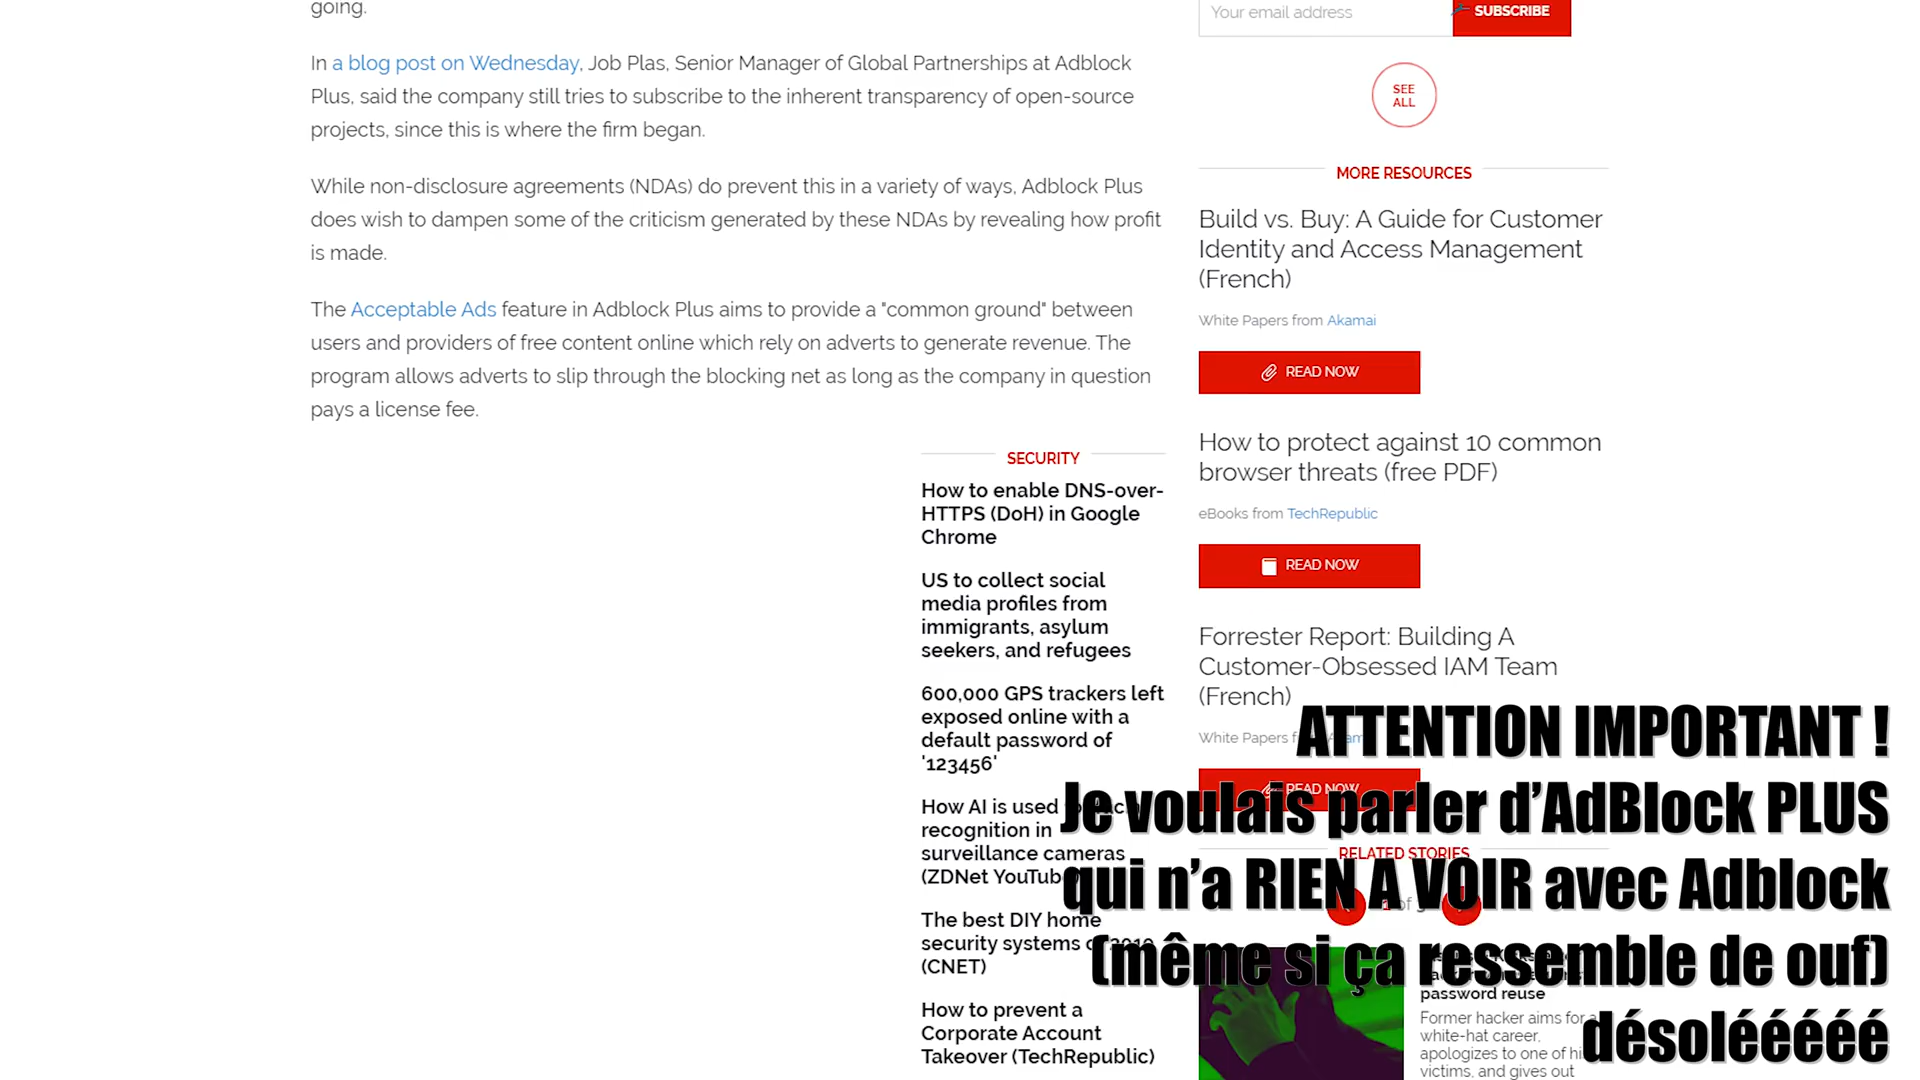 going.
In a blog post on Wednesday, Job Plas, Senior Manager of Global Partnerships at Adblock
Plus, said the company still tries to subscribe to the inherent transparency of open-source
projects, since this is where the firm began.
While non-disclosure agreements (NDAs) do prevent this in a variety of ways, Adblock Plus
does wish to dampen some of the criticism generated by these NDAs by revealing how profit
is made.
The Acceptable Ads feature in Adblock Plus aims to provide a "common ground" between
users and providers of free content online which rely on adverts to generate revenue. The
program allows adverts to slip through the blocking net as long as the company in question
pays a license fee.
SECURITY
How to enable DNS-over-
HTTPS (DoH) in Google
Chrome
US to collect social
media profiles from
immigrants, asylum
seekers, and refugees
600,000 GPS trackers left
exposed online with a
default password of
'123456'
How AI is used
recognition in
surveillance cameras
(ZDNet YouTube)
The best DIY home
security systems of 2019
(CNET)
How to prevent a
Corporate Account
Takeover (TechRepublic)
Your email address
SUBSCRIBE
SEE
ALL
MORE RESOURCES
Build vs. Buy: A Guide for Customer
Identity and Access Management
(French)
White Papers from Akamai
READ NOW
How to protect against 10 common
browser threats (free PDF)
eBooks from TechRepublic
READ NOW
Forrester Report: Building A
Customer-Obsessed IAM Team
(French)
White Papers from Akamai
READ NOW
RELATED STORIES
of
password reuse
Former hacker aims for a
white-hat career,
apologizes to one of his
victims, and gives out
ATTENTION IMPORTANT !
Je voulais parler d'AdBlock PLUS
qui n'a RIEN A VOIR avec Adblock
(même si ça ressemble de ouf)
désoléééééé